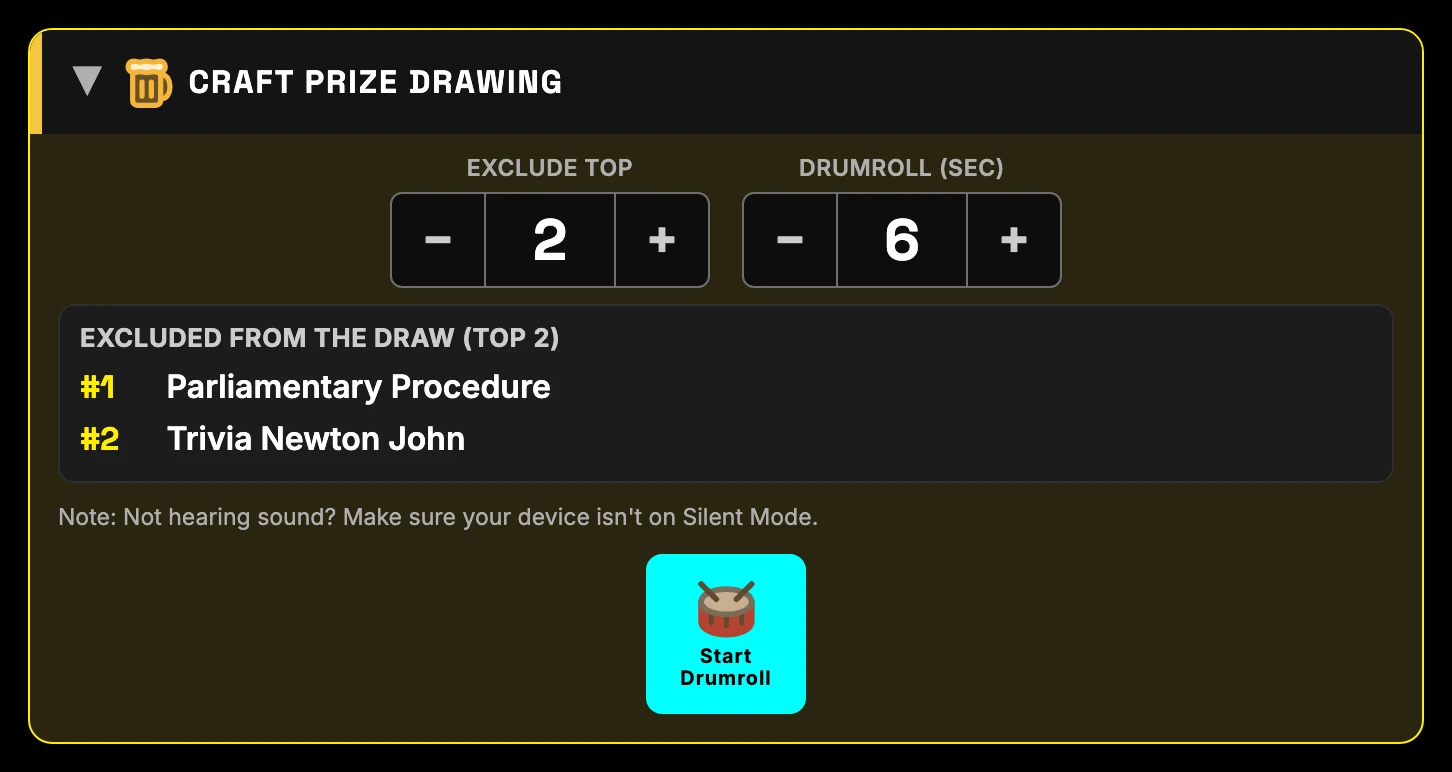 ▼ CRAFT PRIZE DRAWING
EXCLUDE TOP
DRUMROLL (SEC)
− 2 +
− 6 +
EXCLUDED FROM THE DRAW (TOP 2)
#1 Parliamentary Procedure
#2 Trivia Newton John
Note: Not hearing sound? Make sure your device isn't on Silent Mode.
Start
Drumroll